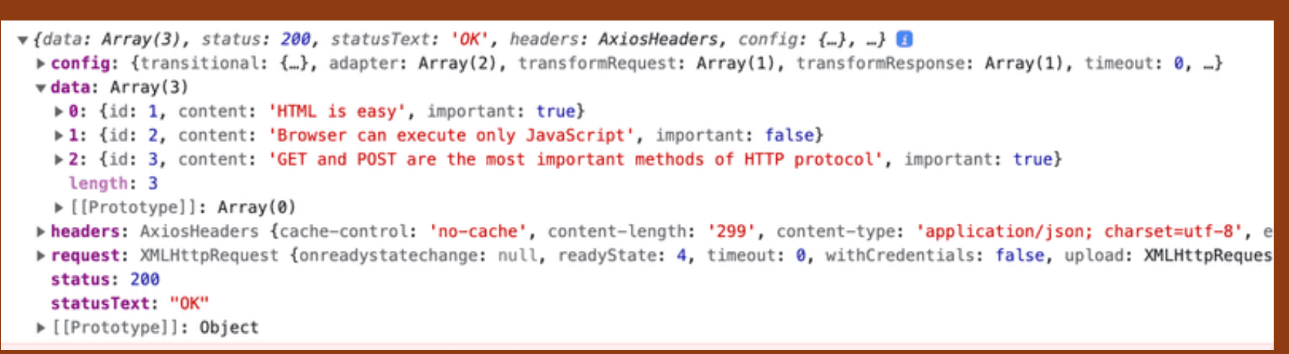 ▼{data: Array(3), status: 200, statusText: 'OK', headers: AxiosHeaders, config: {…}, …} i
▶config: {transitional: {…}, adapter: Array(2), transformRequest: Array(1), transformResponse: Array(1), timeout: 0, …}
▼data: Array(3)
▶0: {id: 1, content: 'HTML is easy', important: true}
▶1: {id: 2, content: 'Browser can execute only JavaScript', important: false}
▶2: {id: 3, content: 'GET and POST are the most important methods of HTTP protocol', important: true}
length: 3
▶[[Prototype]]: Array(0)
▶headers: AxiosHeaders {cache-control: 'no-cache', content-length: '299', content-type: 'application/json; charset=utf-8', e
▶request: XMLHttpRequest {onreadystatechange: null, readyState: 4, timeout: 0, withCredentials: false, upload: XMLHttpReques
status: 200
statusText: "OK"
▶[[Prototype]]: Object